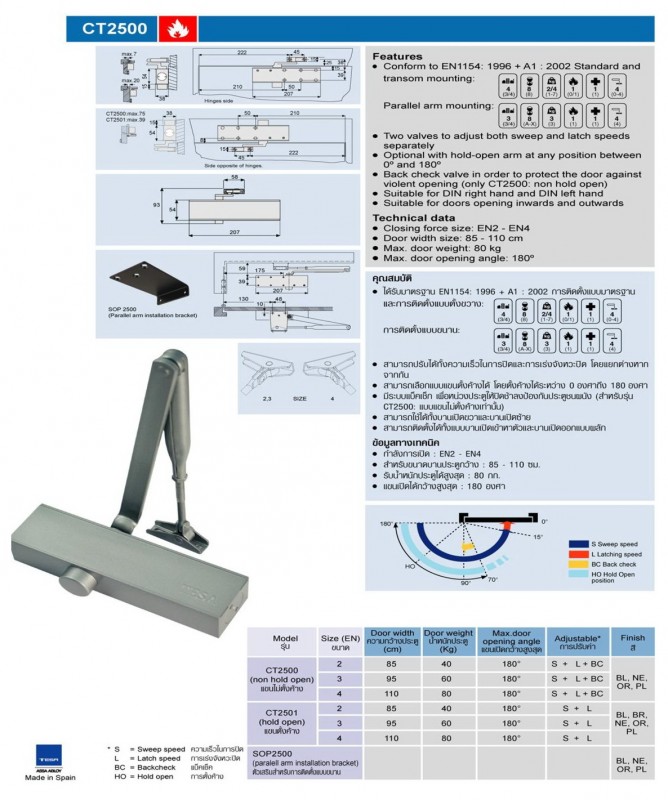 CT2500
max.7
max.20
15
54
38
222
45
15
26
38
15
210
50
207
Hinges side
CT2500:max.75
CT2501:max.39
38
15
54
50
210
222
15
45
Side opposite of hinges.
58
93
54
207
59
175
39
207
130
48
10
SOP 2500
(Parallel arm installation bracket)
2,3 SIZE 4
Features
• Conform to EN1154: 1996 + A1 : 2002 Standard and
transom mounting:
4 8 2/4 1 1 4
(3/4) (8) (1-7) (0/1) (1) (0-4)
Parallel arm mounting:
3 8 3 1 1 4
(3/4) (A-X) (3) (1) (1) (4)
• Two valves to adjust both sweep and latch speeds
separately
• Optional with hold-open arm at any position between
0º and 180º
• Back check valve in order to protect the door against
violent opening (only CT2500: non hold open)
• Suitable for DIN right hand and DIN left hand
• Suitable for doors opening inwards and outwards
Technical data
• Closing force size: EN2 - EN4
• Door width size: 85 - 110 cm
• Max. door weight: 80 kg
• Max. door opening angle: 180º
คุณสมบัติ
• ได้รับมาตรฐาน EN1154: 1996 + A1 : 2002 การติดตั้งแบบมาตรฐาน
และการติดตั้งแบบตั้งขวาง:
4 8 2/4 1 1 4
(3/4) (8) (1-7) (0/1) (1) (0-4)
การติดตั้งแบบขนาน:
3 8 3 1 1 4
(3/4) (A-X) (3) (1) (1) (4)
• สามารถปรับได้ทั้งความเร็วในการปิดและการเร่งจังหวะปิด โดยแยกต่างหาก
จากกัน
• สามารถเลือกแบบแขนตั้งค้างได้ โดยตั้งค้างได้ระหว่าง 0 องศาถึง 180 องศา
• มีระบบแบ็คเช็ก เพื่อหน่วงประตูให้ปิดช้าลงป้องกันประตูชนผนัง (สำหรับรุ่น
CT2500: แบบแขนไม่ตั้งค้างเท่านั้น)
• สามารถใช้ได้ทั้งบานเปิดขวาและบานเปิดซ้าย
• สามารถติดตั้งได้ทั้งแบบบานเปิดเข้าหาตัวและบานเปิดออกแบบผลัก
ข้อมูลทางเทคนิค
• กำลังการเปิด : EN2 - EN4
• สำหรับขนาดบานประตูกว้าง : 85 - 110 ซม.
• รับน้ำหนักประตูได้สูงสุด : 80 กก.
• แขนเปิดได้กว้างสูงสุด : 180 องศา
180°
0°
15°
HO
90°
70°
S Sweep speed
L Latching speed
BC Back check
HO Hold Open
position
Model รุ่น Size (EN) ขนาด Door width ความกว้างประตู (cm) Door weight น้ำหนักประตู (Kg) Max.door opening angle แขนเปิดกว้างสูงสุด Adjustable* การปรับค่า Finish สี
CT2500 (non hold open) แขนไม่ตั้งค้าง
2 85 40 180° S + L + BC
3 95 60 180° S + L + BC
4 110 80 180° S + L + BC
BL, NE, OR, PL
CT2501 (hold open) แขนตั้งค้าง
2 85 40 180° S + L
3 95 60 180° S + L
4 110 80 180° S + L
BL, BR, NE, OR, PL
SOP2500
(paralell arm installation bracket)
ตัวเสริมสำหรับการติดตั้งแบบขนาน
BL, NE, OR, PL
TESA
ASSA ABLOY
Made in Spain
* S = Sweep speed ความเร็วในการปิด
L = Latch speed การเร่งจังหวะปิด
BC = Backcheck แบ็คเช็ค
HO = Hold open การตั้งค้าง